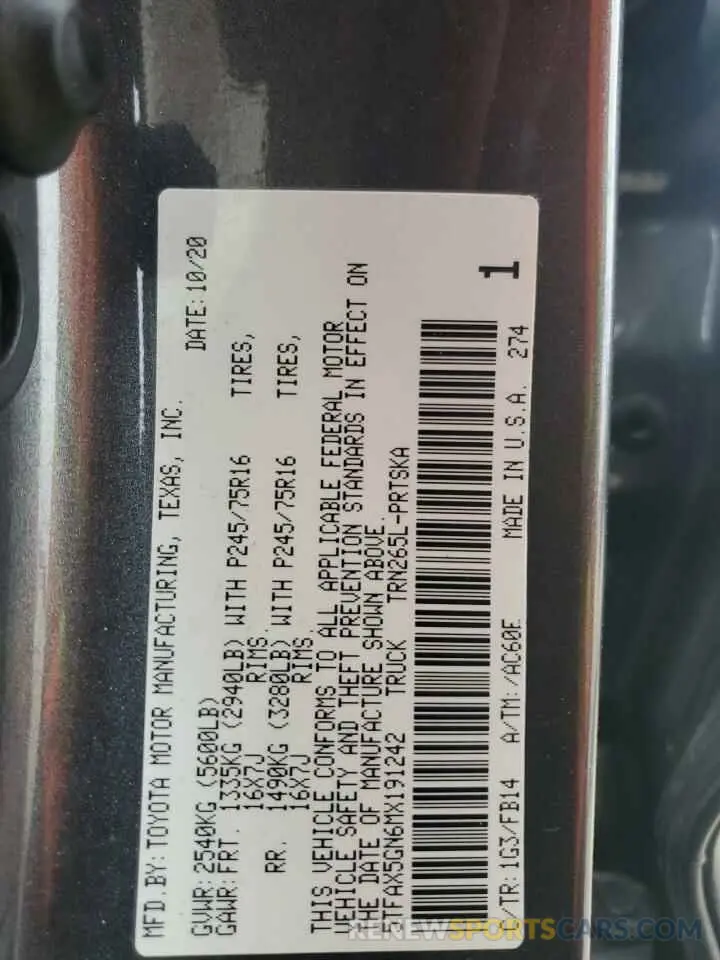 MFD.BY: TOYOTA MOTOR MANUFACTURING, TEXAS, INC.
DATE: 10/20
GVWR: 2540KG (5600LB)
GAWR: FRT. 1335KG (2940LB) WITH P245/75R16 TIRES,
16X7J RIMS.
RR. 1490KG (3280LB) WITH P245/75R16 TIRES,
16X7J RIMS.
THIS VEHICLE CONFORMS TO ALL APPLICABLE FEDERAL MOTOR
VEHICLE SAFETY AND THEFT PREVENTION STANDARDS IN EFFECT ON
THE DATE OF MANUFACTURE SHOWN ABOVE.
5TFAX5GN6MX191242 TRUCK TRN265L-PRTSKA
1
A/TR: 1G3/FB14 A/TM: /AC60E MADE IN U.S.A. 274
RENEWSPORTSCARS.COM